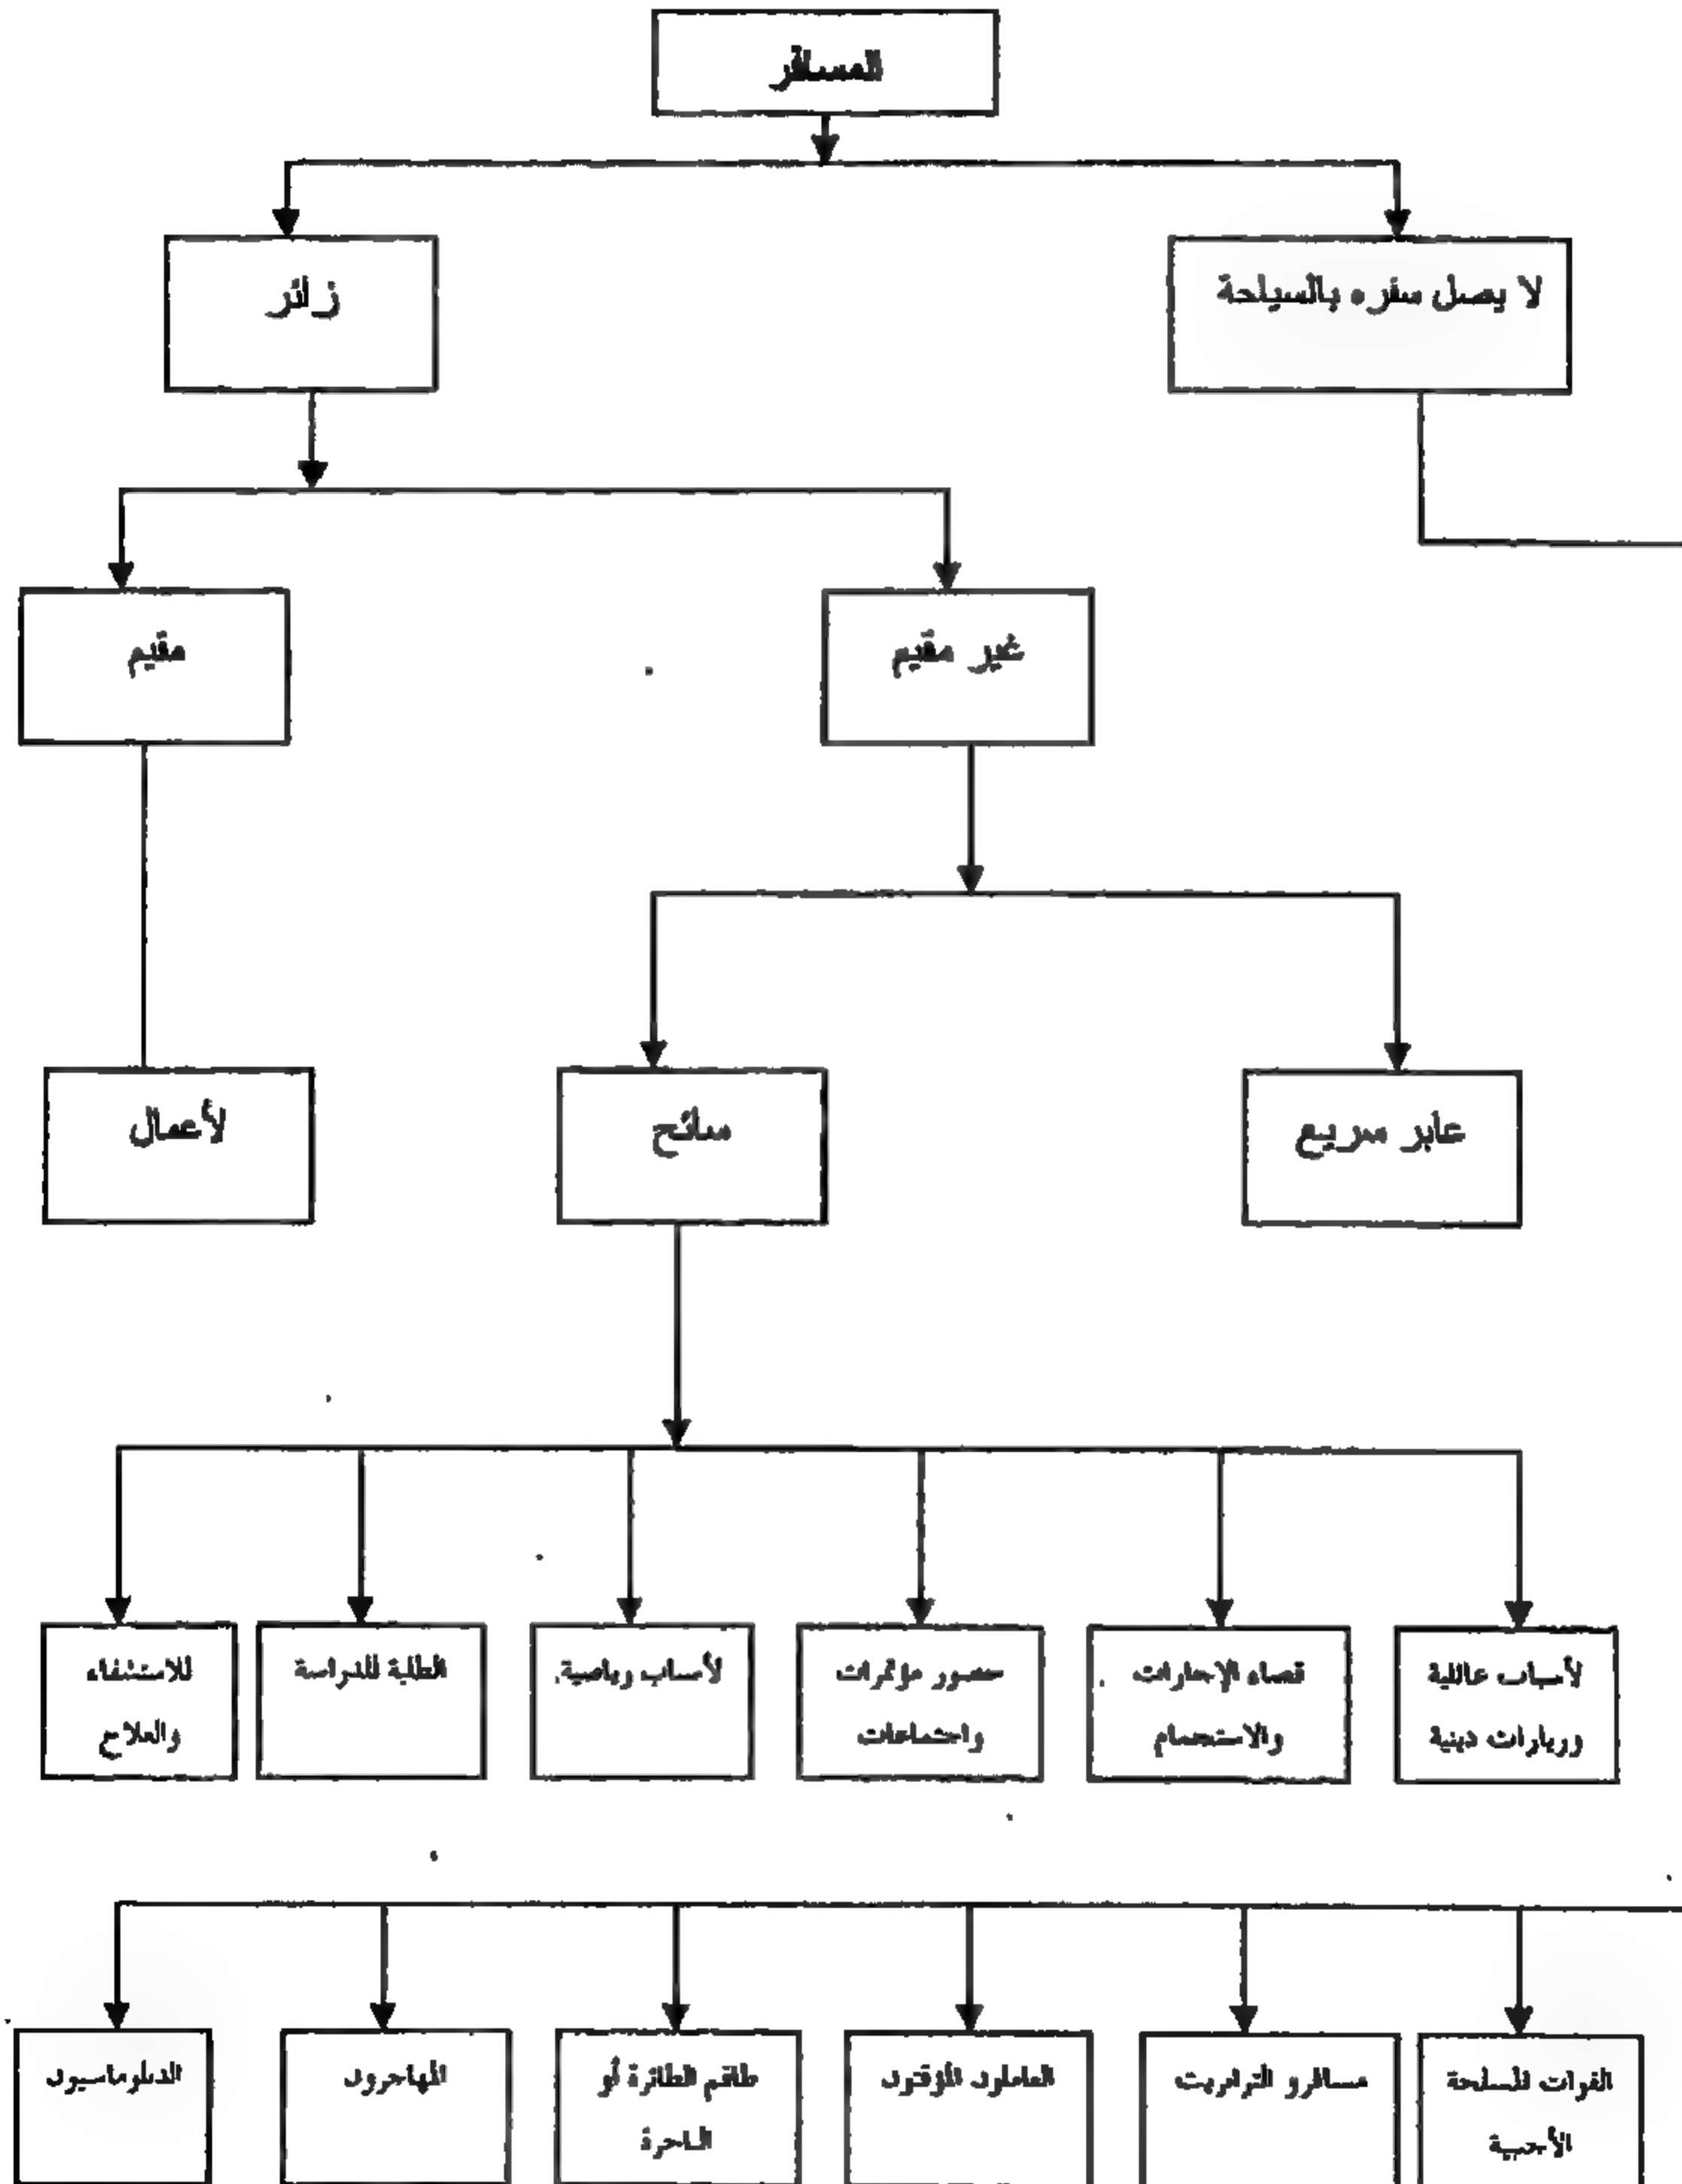 المسافر
لا يصل سفره بالسياحة
زائر
غير مقيم
مقيم
عابر سريع
سائح
لأعمال
لأسباب عائلية
وزيارات دينية
قضاء الإجازات
والاستجمام
حضور مؤتمرات
واجتماعات
لأسباب رياضية
الطلبة للدراسة
للاستشفاء
والعلاج
القوات المسلحة
الأجنبية
مسافرو الترانزيت
العاملون المؤقتون
طاقم الطائرة أو
الباخرة
المهاجرون
الدبلوماسيون